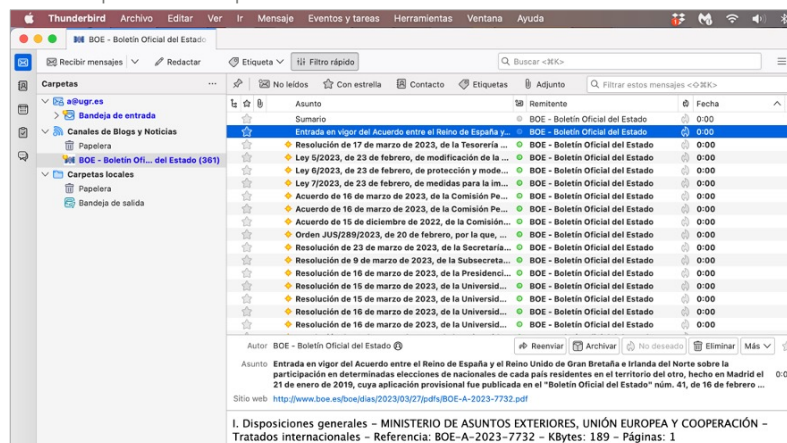 Thunderbird Archivo Editar Ver Ir Mensaje Eventos y tareas Herramientas Ventana Ayuda
BOE - Boletín Oficial del Estado
Recibir mensajes Redactar Etiqueta Filtro rápido Buscar <⌘K>
Carpetas ... No leídos Con estrella Contacto Etiquetas Adjunto Filtrar estos mensajes <⇧⌘K>
a@ugr.es
Bandeja de entrada
Canales de Blogs y Noticias
Papelera
BOE - Boletín Ofi... del Estado (361)
Carpetas locales
Papelera
Bandeja de salida
Asunto Remitente Fecha
Sumario BOE - Boletín Oficial del Estado 0:00
Entrada en vigor del Acuerdo entre el Reino de España y... BOE - Boletín Oficial del Estado 0:00
Resolución de 17 de marzo de 2023, de la Tesorería ... BOE - Boletín Oficial del Estado 0:00
Ley 5/2023, de 23 de febrero, de modificación de la ... BOE - Boletín Oficial del Estado 0:00
Ley 6/2023, de 23 de febrero, de protección y mode... BOE - Boletín Oficial del Estado 0:00
Ley 7/2023, de 23 de febrero, de medidas para la im... BOE - Boletín Oficial del Estado 0:00
Acuerdo de 16 de marzo de 2023, de la Comisión Pe... BOE - Boletín Oficial del Estado 0:00
Acuerdo de 16 de marzo de 2023, de la Comisión Pe... BOE - Boletín Oficial del Estado 0:00
Acuerdo de 15 de diciembre de 2022, de la Comisión... BOE - Boletín Oficial del Estado 0:00
Orden JUS/289/2023, de 20 de febrero, por la que, ... BOE - Boletín Oficial del Estado 0:00
Resolución de 23 de marzo de 2023, de la Secretaría... BOE - Boletín Oficial del Estado 0:00
Resolución de 9 de marzo de 2023, de la Subsecreta... BOE - Boletín Oficial del Estado 0:00
Resolución de 16 de marzo de 2023, de la Presidenci... BOE - Boletín Oficial del Estado 0:00
Resolución de 15 de marzo de 2023, de la Universid... BOE - Boletín Oficial del Estado 0:00
Resolución de 15 de marzo de 2023, de la Universid... BOE - Boletín Oficial del Estado 0:00
Resolución de 16 de marzo de 2023, de la Universid... BOE - Boletín Oficial del Estado 0:00
Resolución de 16 de marzo de 2023, de la Universid... BOE - Boletín Oficial del Estado 0:00
Autor BOE - Boletín Oficial del Estado Reenviar Archivar No deseado Eliminar Más
Asunto Entrada en vigor del Acuerdo entre el Reino de España y el Reino Unido de Gran Bretaña e Irlanda del Norte sobre la
participación en determinadas elecciones de nacionales de cada país residentes en el territorio del otro, hecho en Madrid el
21 de enero de 2019, cuya aplicación provisional fue publicada en el "Boletín Oficial del Estado" núm. 41, de 16 de febrero ...
Sitio web http://www.boe.es/boe/dias/2023/03/27/pdfs/BOE-A-2023-7732.pdf
I. Disposiciones generales - MINISTERIO DE ASUNTOS EXTERIORES, UNIÓN EUROPEA Y COOPERACIÓN -
Tratados internacionales - Referencia: BOE-A-2023-7732 - KBytes: 189 - Páginas: 1